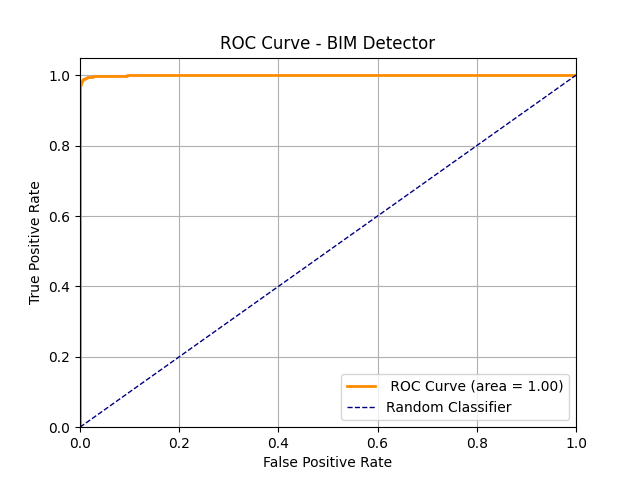 ROC Curve - BIM Detector
1.0
0.8
0.6
0.4
0.2
0.0
True Positive Rate
ROC Curve (area = 1.00)
Random Classifier
0.0 0.2 0.4 0.6 0.8 1.0
False Positive Rate